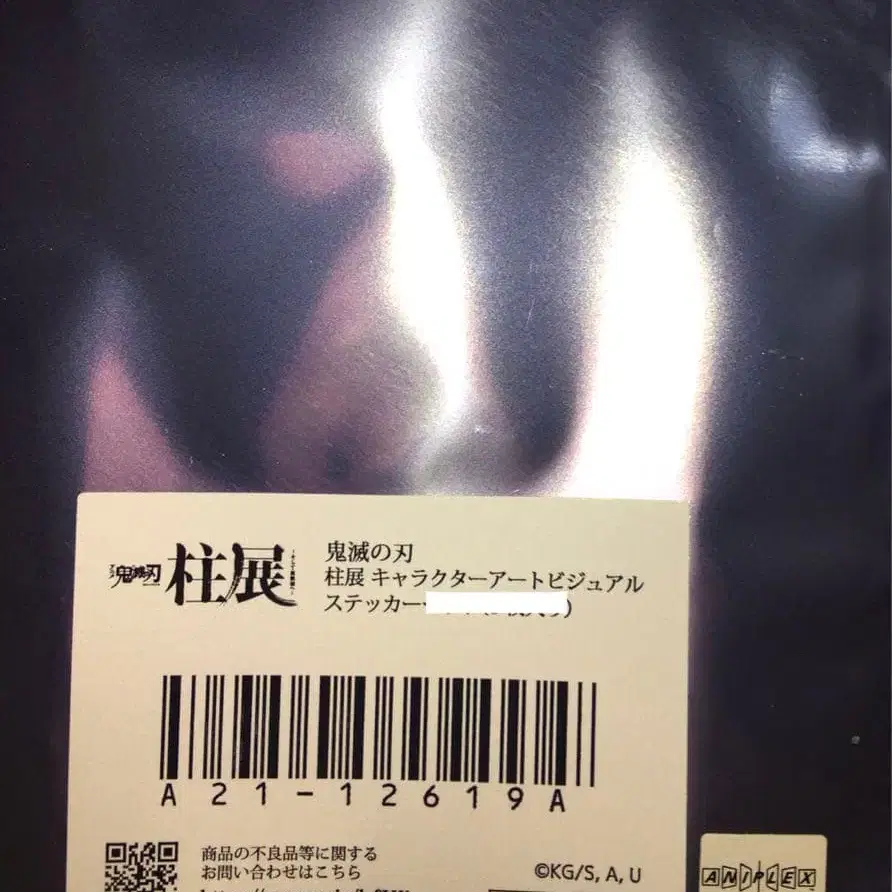 鬼滅の刃 柱展
鬼滅の刃
柱展 キャラクターアートビジュアル
ステッカー
A21-12619A
商品の不良品等に関する
お問い合わせはこちら
©KG/S, A, U
ANIPLEX